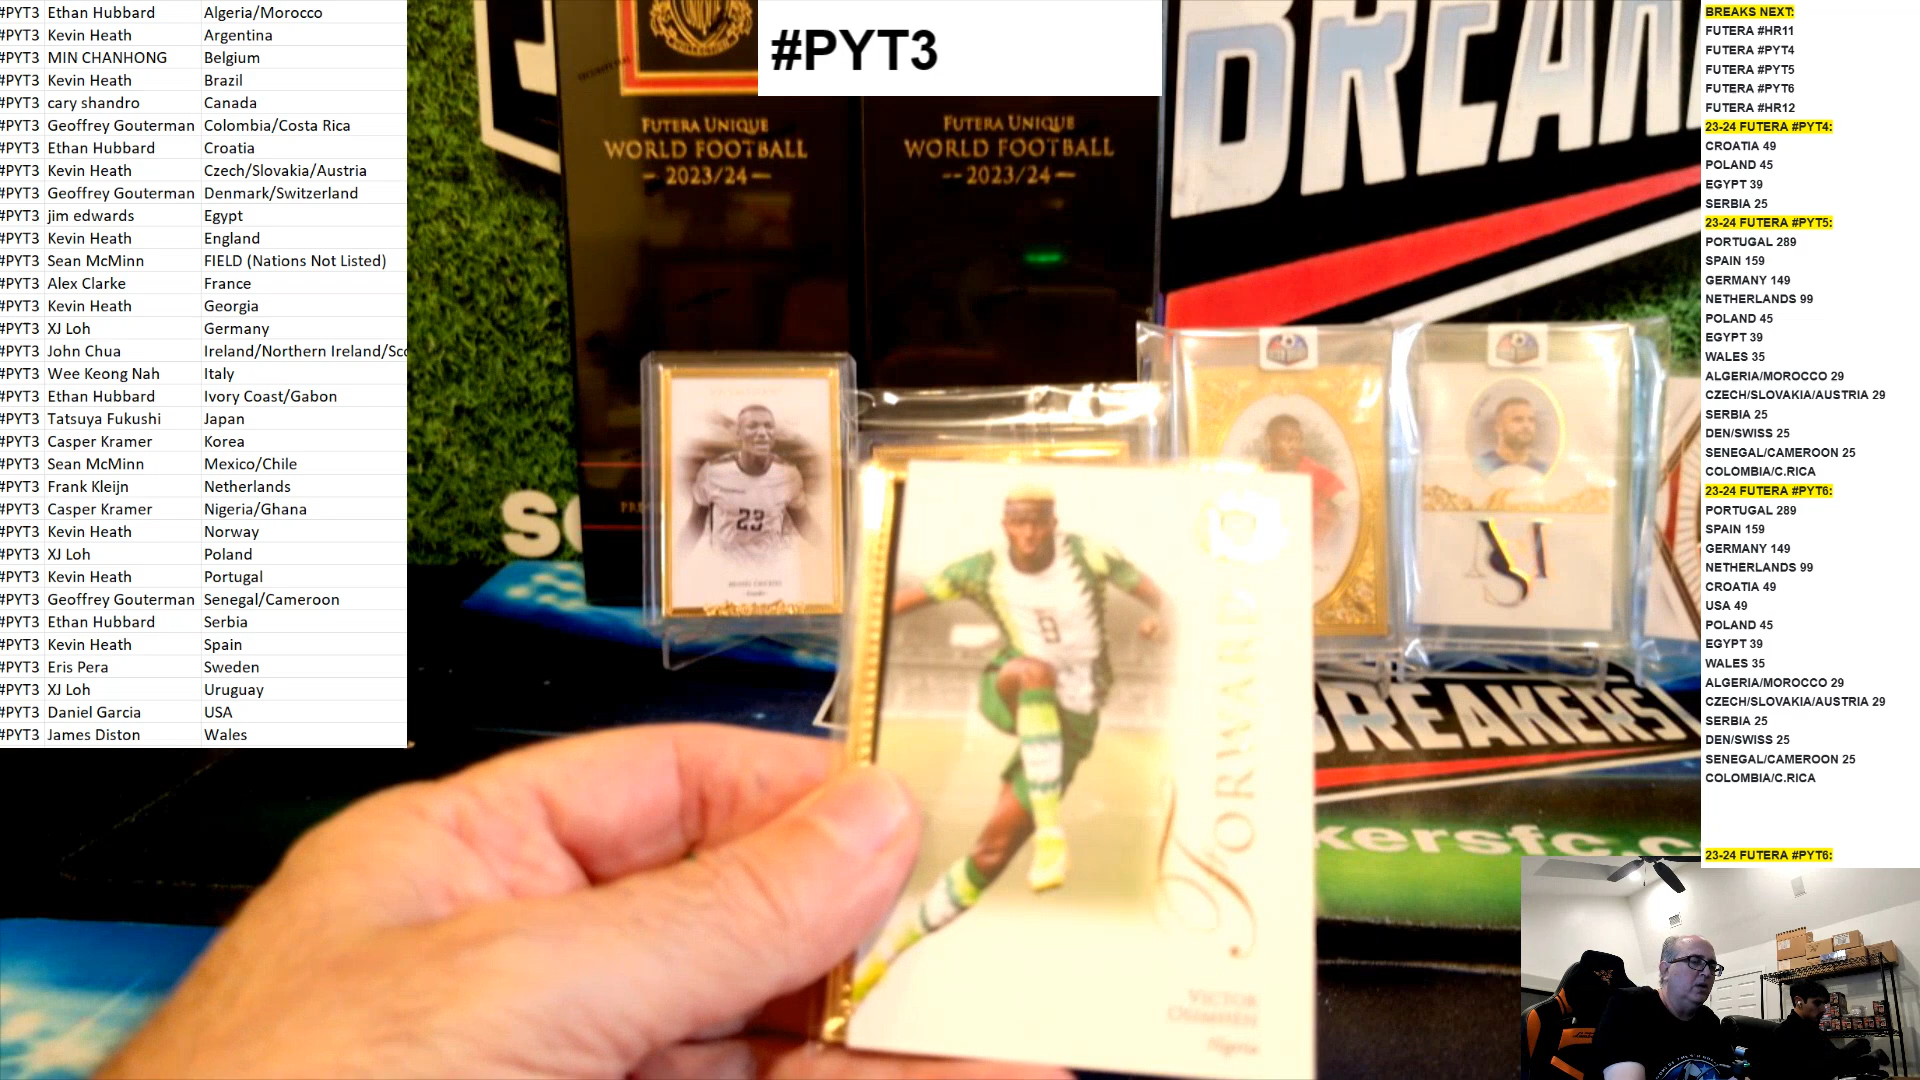 #PYT3 Ethan Hubbard Algeria/Morocco
#PYT3 Kevin Heath Argentina
#PYT3 MIN CHANHONG Belgium
#PYT3 Kevin Heath Brazil
#PYT3 cary shandro Canada
#PYT3 Geoffrey Gouterman Colombia/Costa Rica
#PYT3 Ethan Hubbard Croatia
#PYT3 Kevin Heath Czech/Slovakia/Austria
#PYT3 Geoffrey Gouterman Denmark/Switzerland
#PYT3 jim edwards Egypt
#PYT3 Kevin Heath England
#PYT3 Sean McMinn FIELD (Nations Not Listed)
#PYT3 Alex Clarke France
#PYT3 Kevin Heath Georgia
#PYT3 XJ Loh Germany
#PYT3 John Chua Ireland/Northern Ireland/Sco
#PYT3 Wee Keong Nah Italy
#PYT3 Ethan Hubbard Ivory Coast/Gabon
#PYT3 Tatsuya Fukushi Japan
#PYT3 Casper Kramer Korea
#PYT3 Sean McMinn Mexico/Chile
#PYT3 Frank Kleijn Netherlands
#PYT3 Casper Kramer Nigeria/Ghana
#PYT3 Kevin Heath Norway
#PYT3 XJ Loh Poland
#PYT3 Kevin Heath Portugal
#PYT3 Geoffrey Gouterman Senegal/Cameroon
#PYT3 Ethan Hubbard Serbia
#PYT3 Kevin Heath Spain
#PYT3 Eris Pera Sweden
#PYT3 XJ Loh Uruguay
#PYT3 Daniel Garcia USA
#PYT3 James Diston Wales
#PYT3
FUTERA UNIQUE
WORLD FOOTBALL
2023/24
FUTERA UNIQUE
WORLD FOOTBALL
2023/24
BREAK
23
8
FORWARD
VICTOR
OSIMHEN
BREAKERS
kersfc.c
BREAKS NEXT:
FUTERA #HR11
FUTERA #PYT4
FUTERA #PYT5
FUTERA #PYT6
FUTERA #HR12
23-24 FUTERA #PYT4:
CROATIA 49
POLAND 45
EGYPT 39
SERBIA 25
23-24 FUTERA #PYT5:
PORTUGAL 289
SPAIN 159
GERMANY 149
NETHERLANDS 99
POLAND 45
EGYPT 39
WALES 35
ALGERIA/MOROCCO 29
CZECH/SLOVAKIA/AUSTRIA 29
SERBIA 25
DEN/SWISS 25
SENEGAL/CAMEROON 25
COLOMBIA/C.RICA
23-24 FUTERA #PYT6:
PORTUGAL 289
SPAIN 159
GERMANY 149
NETHERLANDS 99
CROATIA 49
USA 49
POLAND 45
EGYPT 39
WALES 35
ALGERIA/MOROCCO 29
CZECH/SLOVAKIA/AUSTRIA 29
SERBIA 25
DEN/SWISS 25
SENEGAL/CAMEROON 25
COLOMBIA/C.RICA
23-24 FUTERA #PYT6: